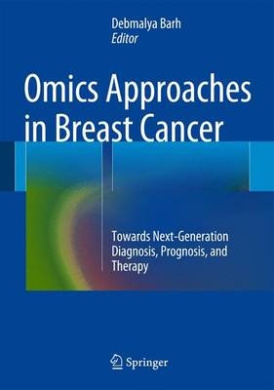 Debmalya Barh
Editor
Omics Approaches
in Breast Cancer
Towards Next-Generation
Diagnosis, Prognosis, and
Therapy
Springer